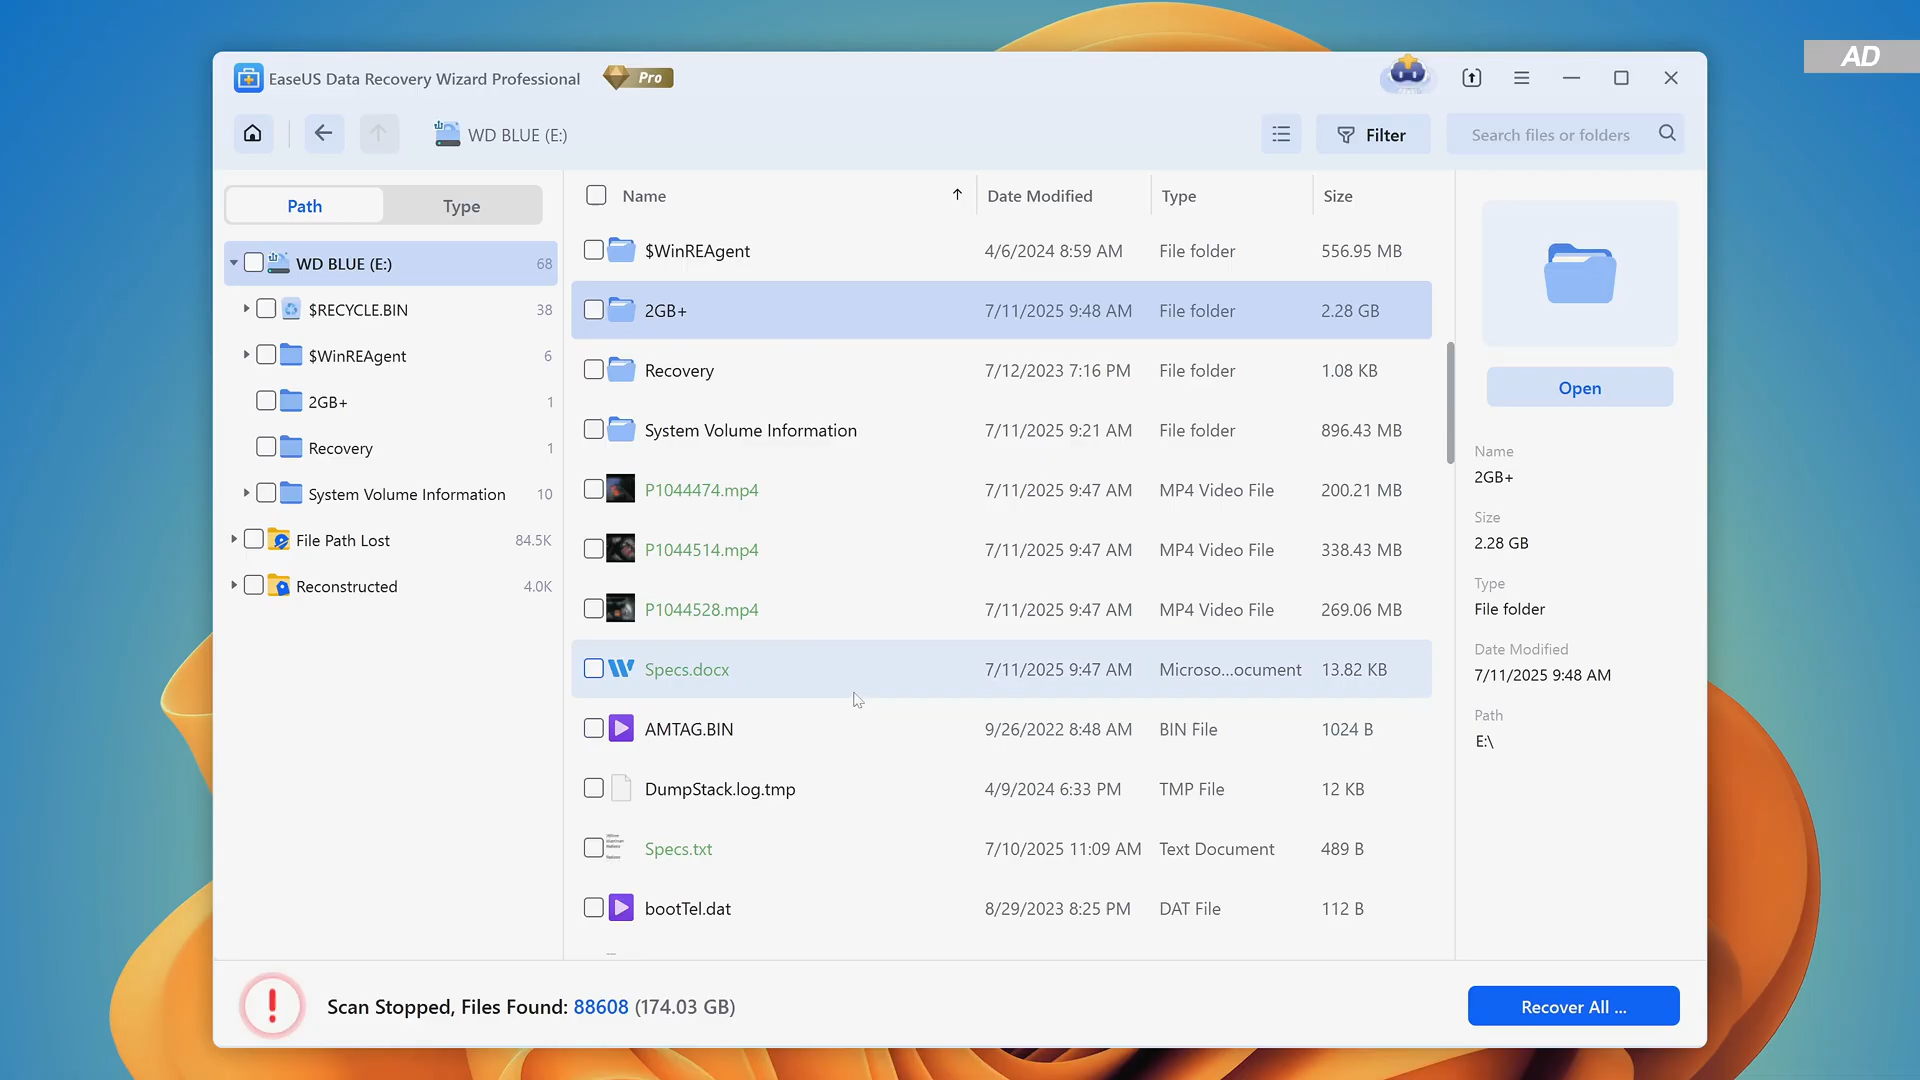 AD
EaseUS Data Recovery Wizard Professional
Pro
WD BLUE (E:)
Filter
Search files or folders
Path
Type
WD BLUE (E:) 68
$RECYCLE.BIN 38
$WinREAgent 6
2GB+ 1
Recovery 1
System Volume Information 10
File Path Lost 84.5K
Reconstructed 4.0K
Name Date Modified Type Size
$WinREAgent 4/6/2024 8:59 AM File folder 556.95 MB
2GB+ 7/11/2025 9:48 AM File folder 2.28 GB
Recovery 7/12/2023 7:16 PM File folder 1.08 KB
System Volume Information 7/11/2025 9:21 AM File folder 896.43 MB
P1044474.mp4 7/11/2025 9:47 AM MP4 Video File 200.21 MB
P1044514.mp4 7/11/2025 9:47 AM MP4 Video File 338.43 MB
P1044528.mp4 7/11/2025 9:47 AM MP4 Video File 269.06 MB
Specs.docx 7/11/2025 9:47 AM Microso...ocument 13.82 KB
AMTAG.BIN 9/26/2022 8:48 AM BIN File 1024 B
DumpStack.log.tmp 4/9/2024 6:33 PM TMP File 12 KB
Specs.txt 7/10/2025 11:09 AM Text Document 489 B
bootTel.dat 8/29/2023 8:25 PM DAT File 112 B
Open
Name
2GB+
Size
2.28 GB
Type
File folder
Date Modified
7/11/2025 9:48 AM
Path
E:\
Scan Stopped, Files Found: 88608 (174.03 GB)
Recover All ...